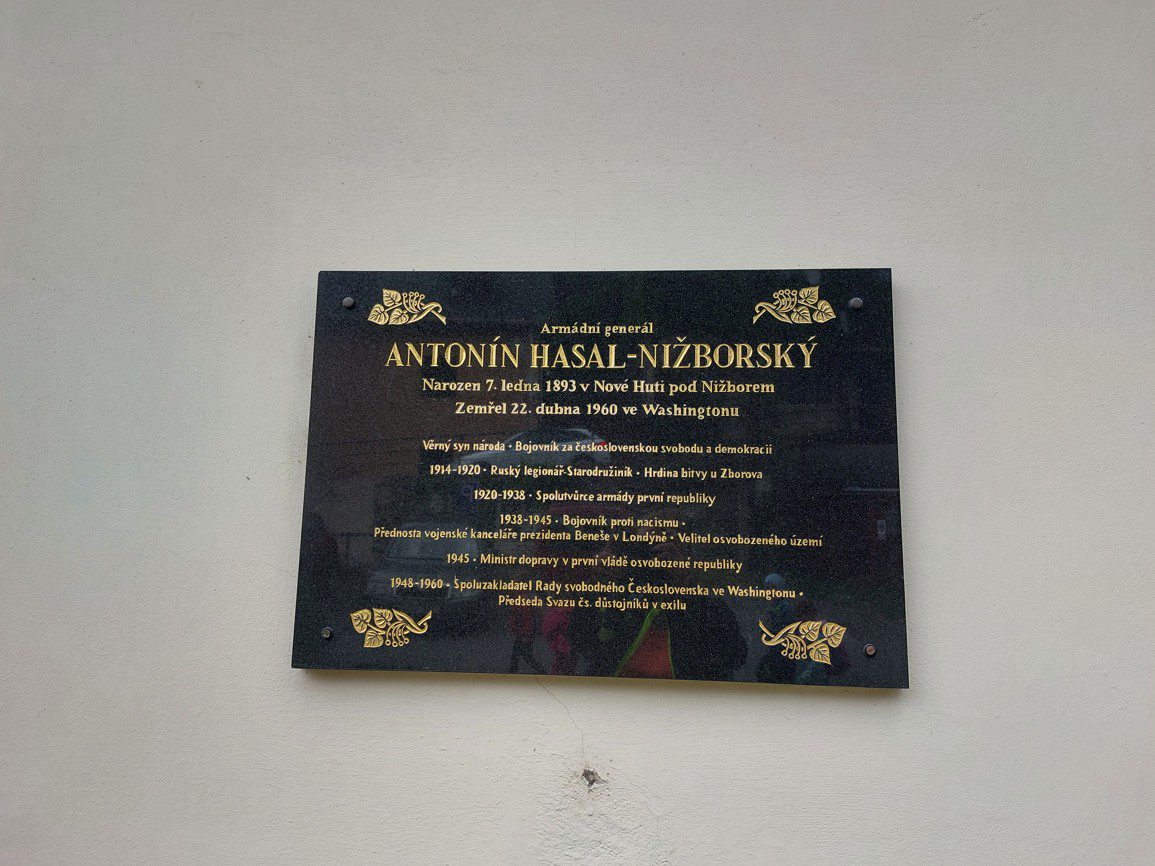 Armádní generál
ANTONÍN HASAL-NIŽBORSKÝ
Narozen 7. ledna 1893 v Nové Huti pod Nižborem
Zemřel 22. dubna 1960 ve Washingtonu
Věrný syn národa · Bojovník za československou svobodu a demokracii
1914-1920 · Ruský legionář-Starodružiník · Hrdina bitvy u Zborova
1920-1938 · Spolutvůrce armády první republiky
1938-1945 · Bojovník proti nacismu ·
Přednosta vojenské kanceláře prezidenta Beneše v Londýně · Velitel osvobozeného území
1945 · Ministr dopravy v první vládě osvobozené republiky
1948-1960 · Spoluzakladatel Rady svobodného Československa ve Washingtonu ·
Předseda Svazu čs. důstojníků v exilu